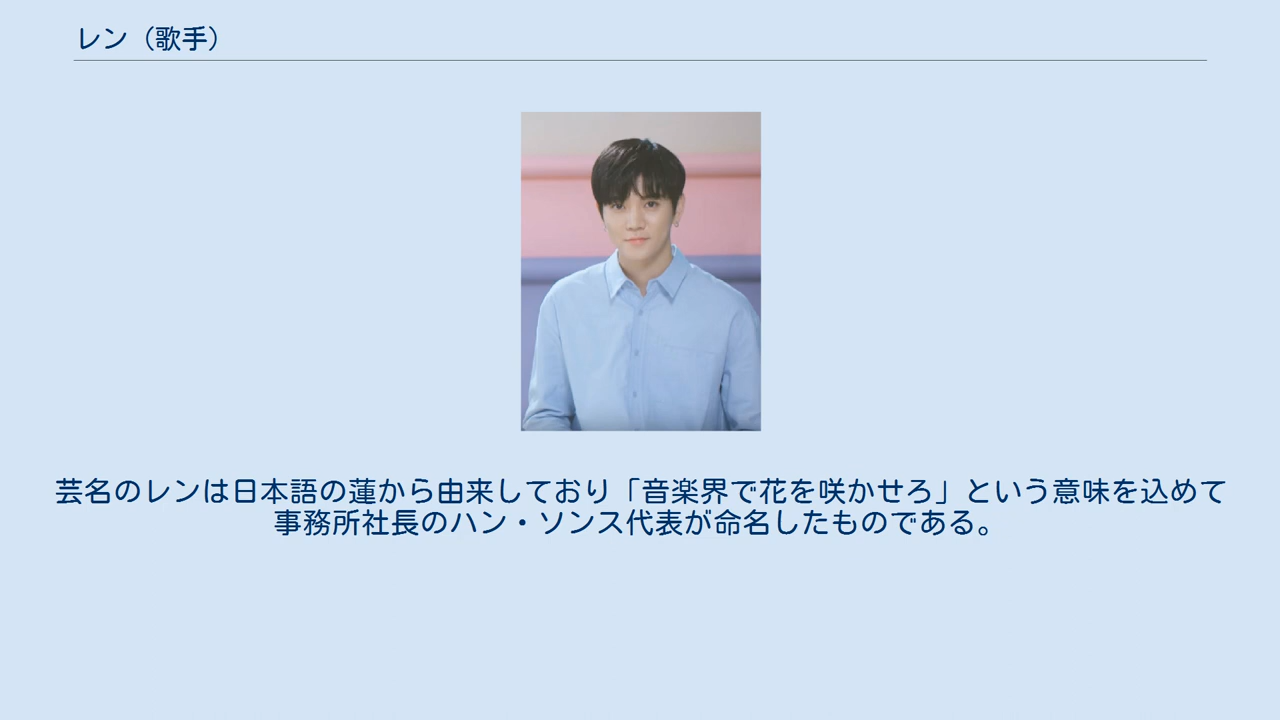 レン（歌手）
芸名のレンは日本語の蓮から由来しており「音楽界で花を咲かせろ」という意味を込めて
事務所社長のハン・ソンス代表が命名したものである。